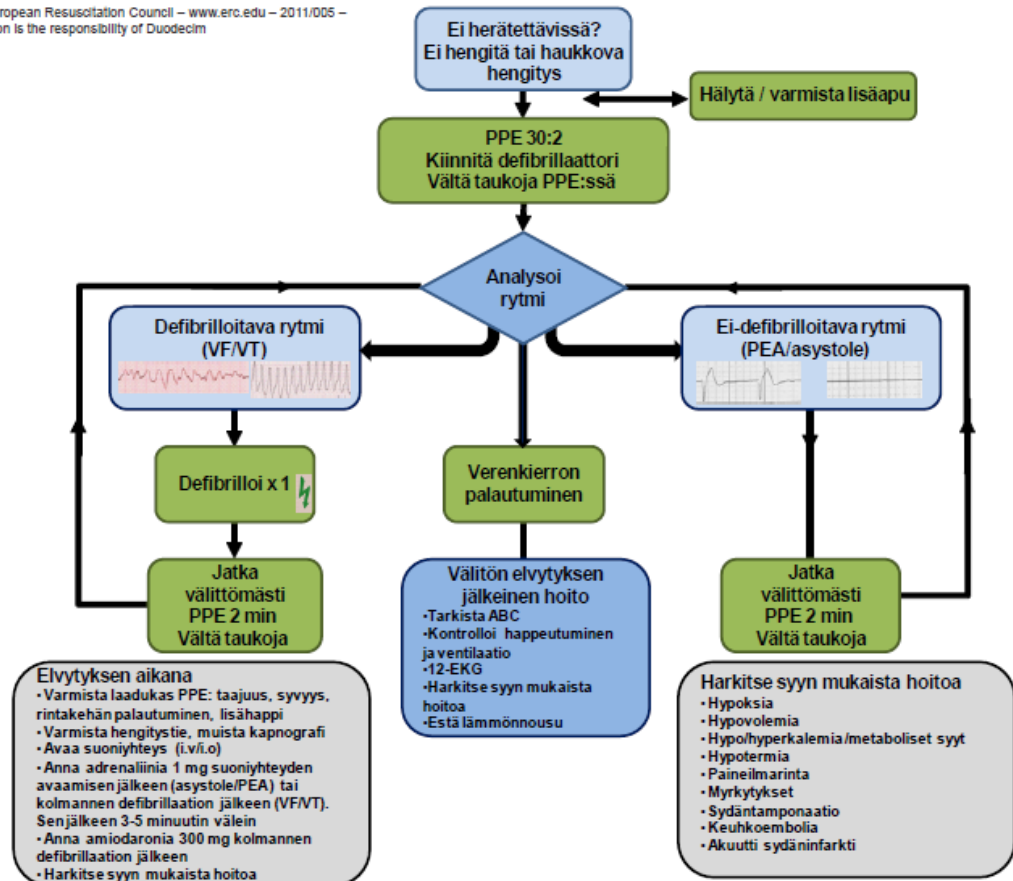 ropean Resuscitation Council – www.erc.edu – 2011/005 –
on is the responsibility of Duodecim
Ei herätettävissä?
Ei hengitä tai haukkova
hengitys
Hälytä / varmista lisäapu
PPE 30:2
Kiinnitä defibrillaattori
Vältä taukoja PPE:ssä
Analysoi
rytmi
Defibrilloitava rytmi
(VF/VT)
Ei-defibrilloitava rytmi
(PEA/asystole)
Defibrilloi x 1
Verenkierron
palautuminen
Jatka
välittömästi
PPE 2 min
Vältä taukoja
Välitön elvytyksen
jälkeinen hoito
•Tarkista ABC
•Kontrolloi happeutuminen
ja ventilaatio
•12-EKG
•Harkitse syyn mukaista
hoitoa
•Estä lämmönnousu
Jatka
välittömästi
PPE 2 min
Vältä taukoja
Elvytyksen aikana
• Varmista laadukas PPE: taajuus, syvyys,
rintakehän palautuminen, lisähappi
• Varmista hengitystie, muista kapnografi
• Avaa suoniyhteys (i.v/i.o)
• Anna adrenaliinia 1 mg suoniyhteyden
avaamisen jälkeen (asystole/PEA) tai
kolmannen defibrillaation jälkeen (VF/VT).
Sen jälkeen 3-5 minuutin välein
• Anna amiodaronia 300 mg kolmannen
defibrillaation jälkeen
• Harkitse syyn mukaista hoitoa
Harkitse syyn mukaista hoitoa
• Hypoksia
• Hypovolemia
• Hypo/hyperkalemia/metaboliset syyt
• Hypotermia
• Paineilmarinta
• Myrkytykset
• Sydäntamponaatio
• Keuhkoembolia
• Akuutti sydäninfarkti